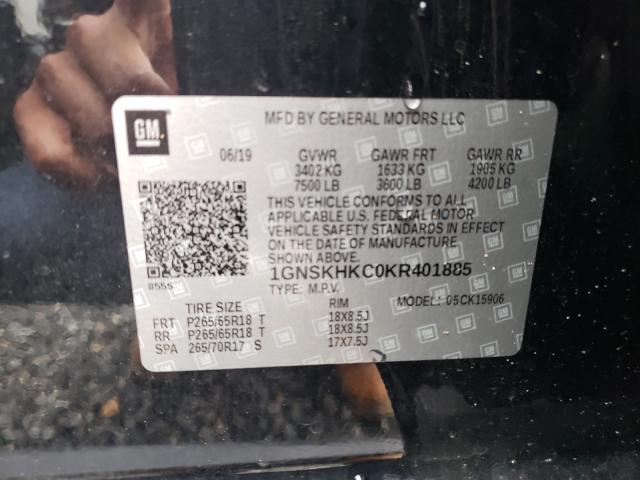 GM
MFD BY GENERAL MOTORS LLC
06/19 GVWR GAWR FRT GAWR RR
3402 KG 1633 KG 1905 KG
7500 LB 3600 LB 4200 LB
THIS VEHICLE CONFORMS TO ALL
APPLICABLE U.S. FEDERAL MOTOR
VEHICLE SAFETY STANDARDS IN EFFECT
ON THE DATE OF MANUFACTURE
SHOWN ABOVE.
8555
1GNSKHKC0KR401885
TYPE: M.P.V. MODEL: 05CK15906
TIRE SIZE RIM
FRT P265/65R18 T 18X8.5J
RR P265/65R18 T 18X8.5J
SPA 265/70R17 S 17X7.5J